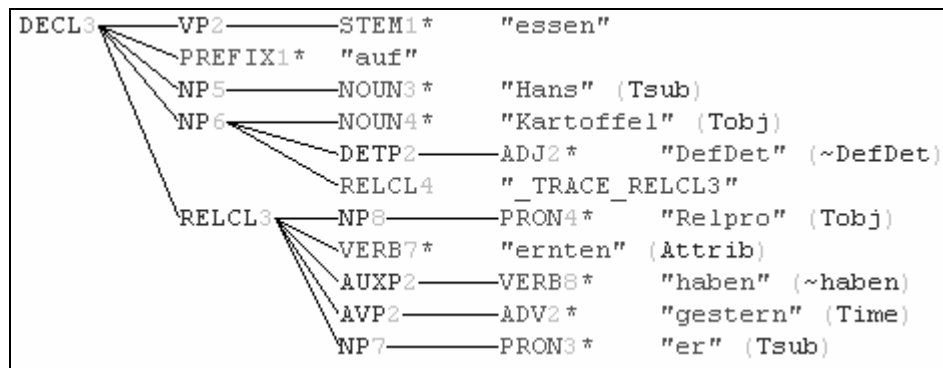 DECL3 VP2 STEM1* "essen"
PREFIX1* "auf"
NP5 NOUN3* "Hans" (Tsub)
NP6 NOUN4* "Kartoffel" (Tobj)
DETP2 ADJ2* "DefDet" (~DefDet)
RELCL4 "_TRACE_RELCL3"
RELCL3 NP8 PRON4* "Relpro" (Tobj)
VERB7* "ernten" (Attrib)
AUXP2 VERB8* "haben" (~haben)
AVP2 ADV2* "gestern" (Time)
NP7 PRON3* "er" (Tsub)